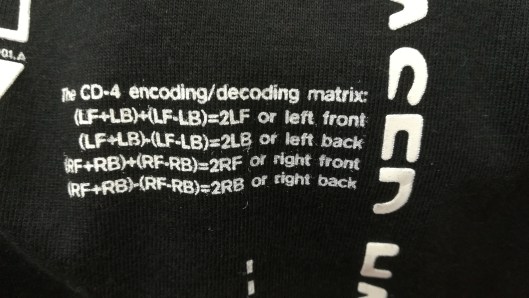 The CD-4 encoding/decoding matrix:
(LF+LB)+(LF-LB)=2LF or left front
(LF+LB)-(LF-LB)=2LB or left back
(RF+RB)+(RF-RB)=2RF or right front
(RF+RB)-(RF-RB)=2RB or right back